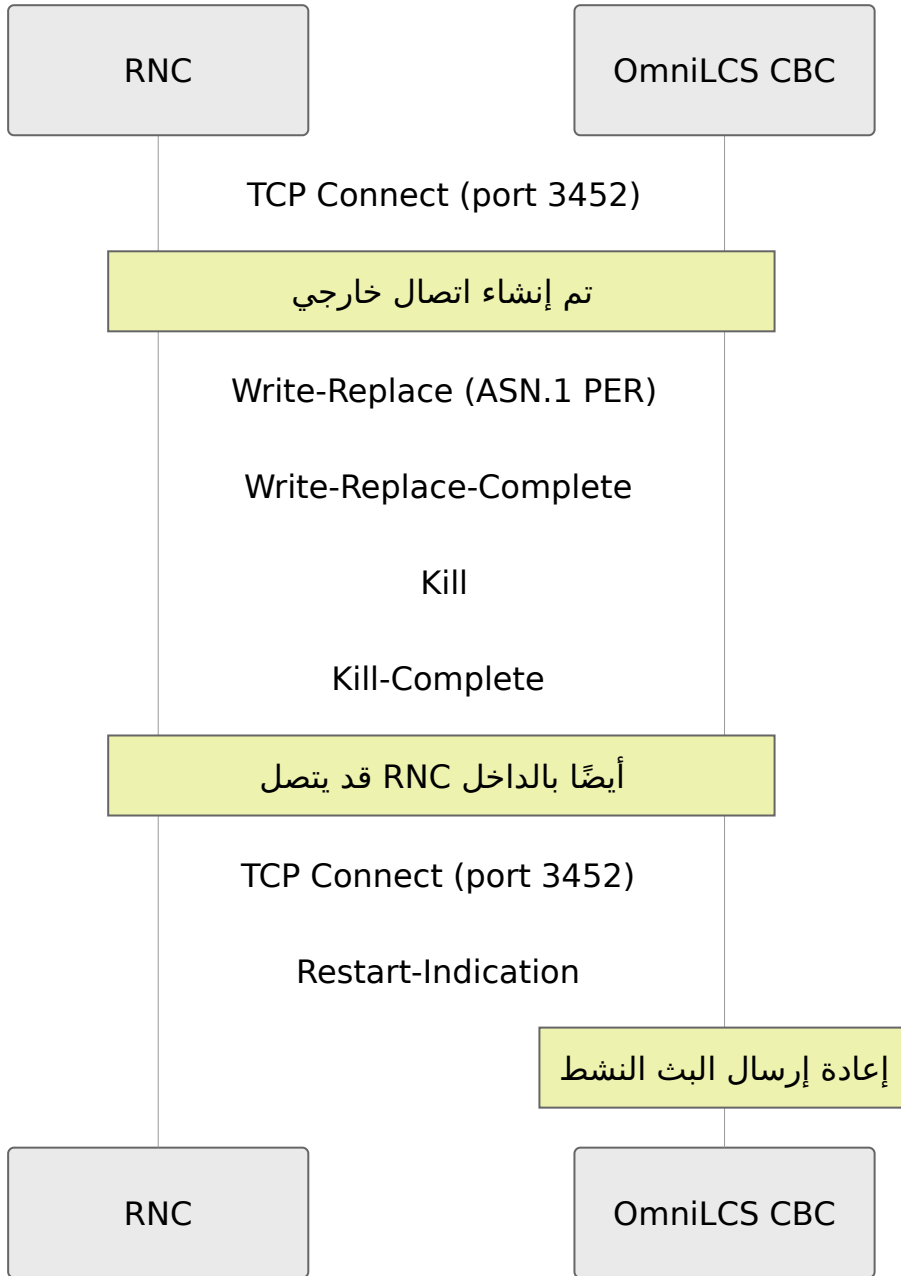 RNC
OmniLCS CBC
TCP Connect (port 3452)
تم إنشاء اتصال خارجي
Write-Replace (ASN.1 PER)
Write-Replace-Complete
Kill
Kill-Complete
قد يتصل RNC أيضًا بالداخل
TCP Connect (port 3452)
Restart-Indication
إعادة إرسال البث النشط
RNC
OmniLCS CBC